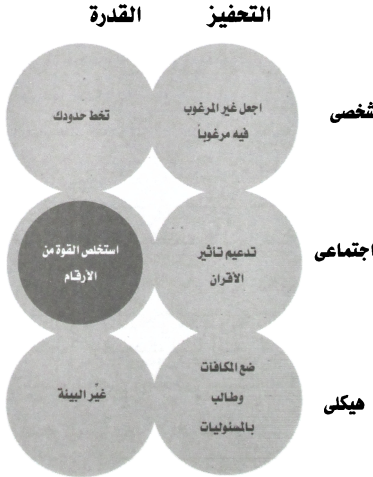 التحفيز القدرة
شخصى
اجعل غير المرغوب
فيه مرغوباً
تخط حدودك
اجتماعى
تدعيم تأثير
الأقران
استخلص القوة من
الأرقام
هيكلى
ضع المكافآت
وطالب
بالمسئوليات
غيّر البيئة